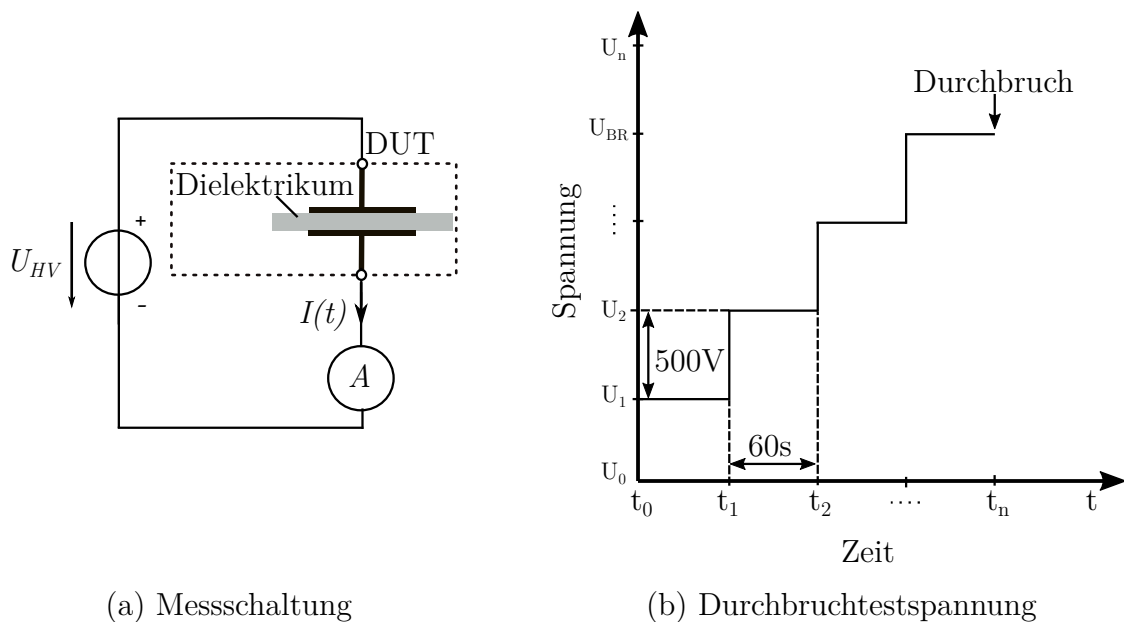 DUT
Dielektrikum
+
U_HV
-
I(t)
A
(a) Messschaltung
U_n
Durchbruch
U_BR
Spannung
....
U_2
500V
U_1
60s
U_0
t_0 t_1 t_2 .... t_n t
Zeit
(b) Durchbruchtestspannung